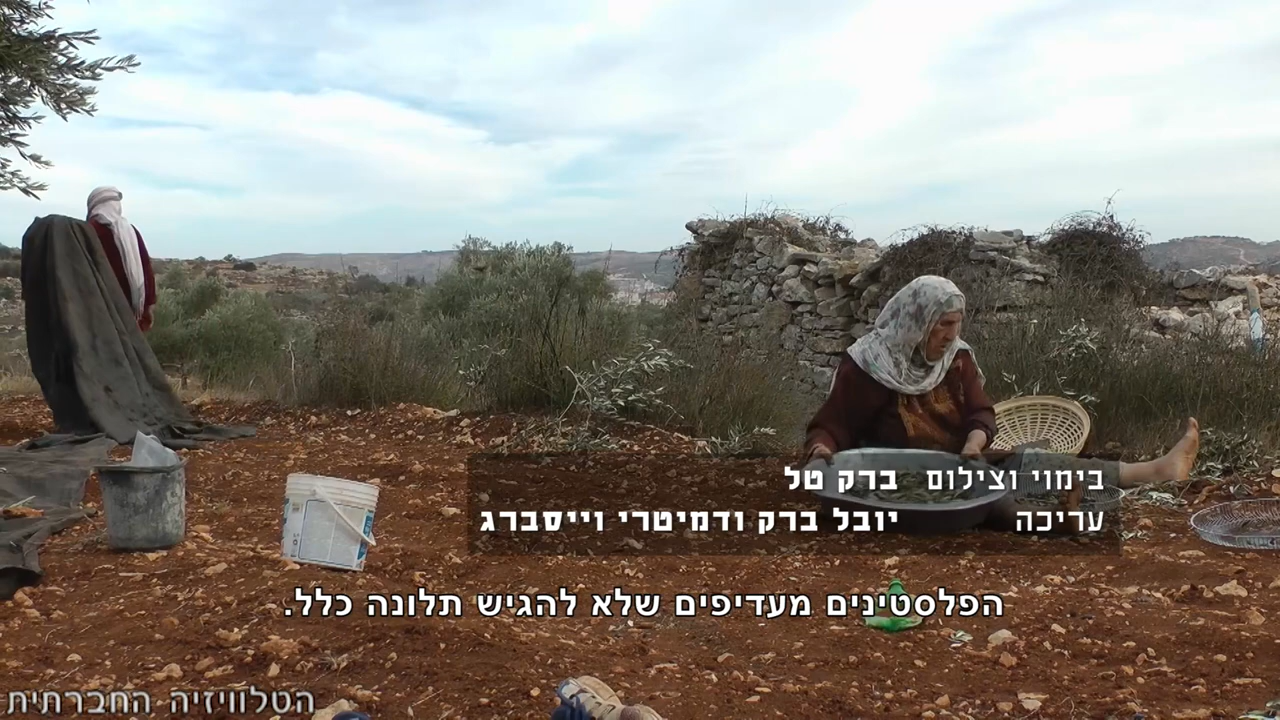 בימוי וצילום ברק טל
עריכה יובל ברק ודמיטרי וייסברג
הפלסטינים מעדיפים שלא להגיש תלונה כלל.
הטלוויזיה החברתית